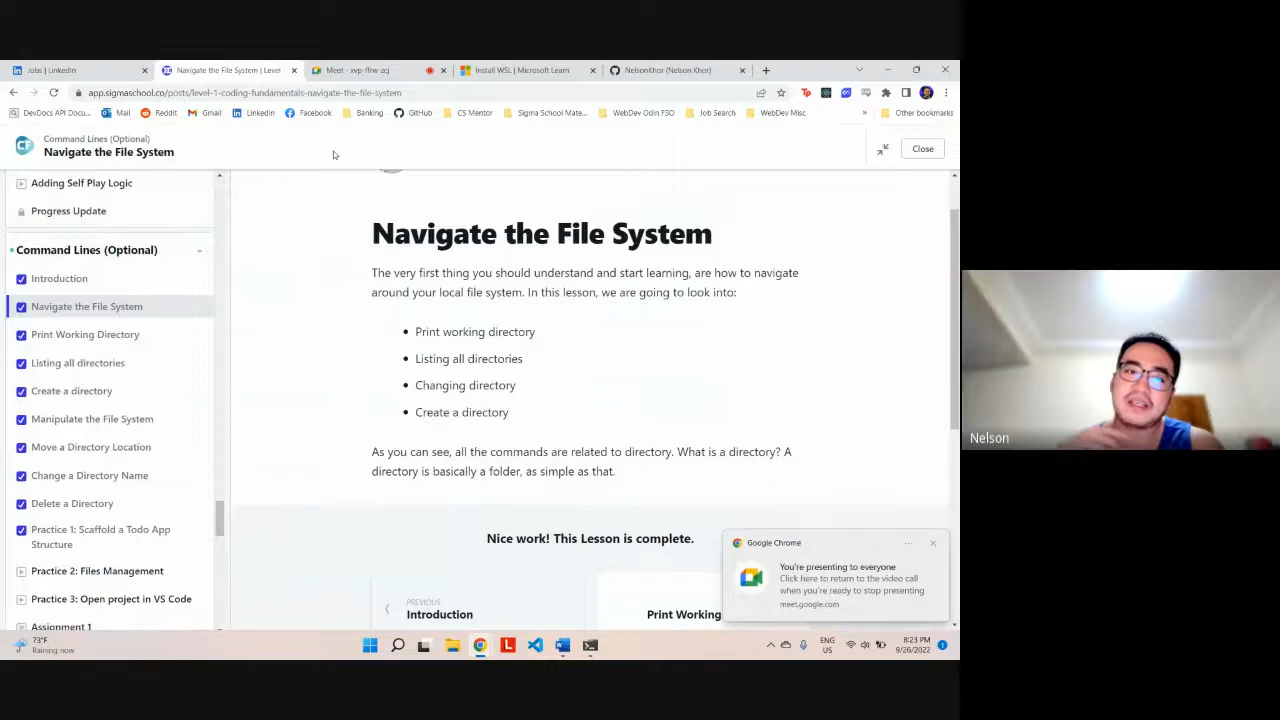 Jobs | LinkedIn
Navigate the File System | Level
Meet - xvp-ffrw-zcj
Install WSL | Microsoft Learn
NelsonKhor (Nelson Khor)
app.sigmaschool.co/posts/level-1-coding-fundamentals-navigate-the-file-system
DevDocs API Docu...
Mail
Reddit
Gmail
LinkedIn
Facebook
Banking
GitHub
CS Mentor
Sigma School Mate...
WebDev Odin FSO
Job Search
WebDev Misc
»
Other bookmarks
Command Lines (Optional)
Navigate the File System
Close
Adding Self Play Logic
Progress Update
Command Lines (Optional)
Introduction
Navigate the File System
Print Working Directory
Listing all directories
Create a directory
Manipulate the File System
Move a Directory Location
Change a Directory Name
Delete a Directory
Practice 1: Scaffold a Todo App
Structure
Practice 2: Files Management
Practice 3: Open project in VS Code
Assignment 1
Navigate the File System
The very first thing you should understand and start learning, are how to navigate
around your local file system. In this lesson, we are going to look into:
Print working directory
Listing all directories
Changing directory
Create a directory
As you can see, all the commands are related to directory. What is a directory? A
directory is basically a folder, as simple as that.
Nice work! This Lesson is complete.
PREVIOUS
Introduction
Print Working
Google Chrome
You're presenting to everyone
Click here to return to the video call
when you're ready to stop presenting
meet.google.com
Nelson
73°F
Raining now
ENG
US
8:23 PM
9/26/2022